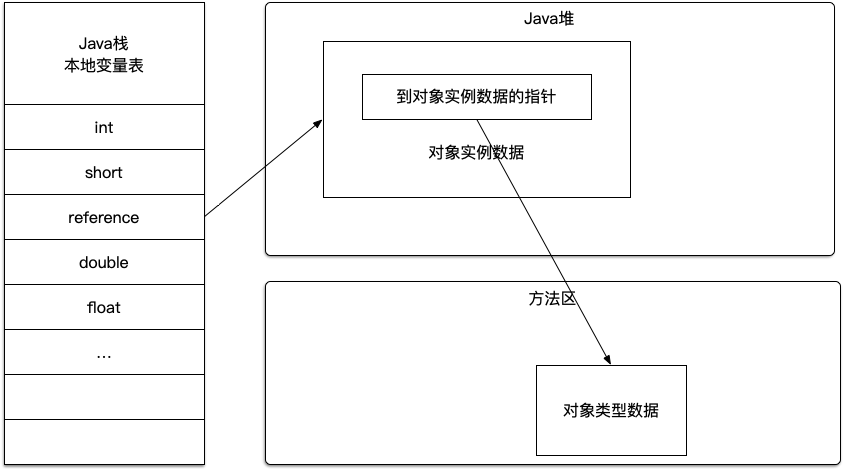 Java栈
本地变量表
int
short
reference
double
float
...
Java堆
到对象实例数据的指针
对象实例数据
方法区
对象类型数据